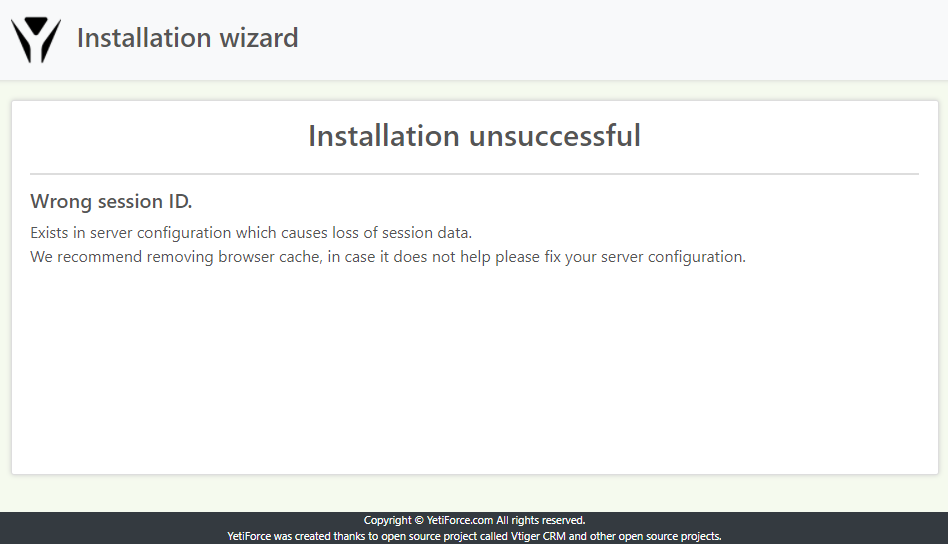 Installation wizard
Installation unsuccessful
Wrong session ID.
Exists in server configuration which causes loss of session data.
We recommend removing browser cache, in case it does not help please fix your server configuration.
Copyright © YetiForce.com All rights reserved.
YetiForce was created thanks to open source project called Vtiger CRM and other open source projects.